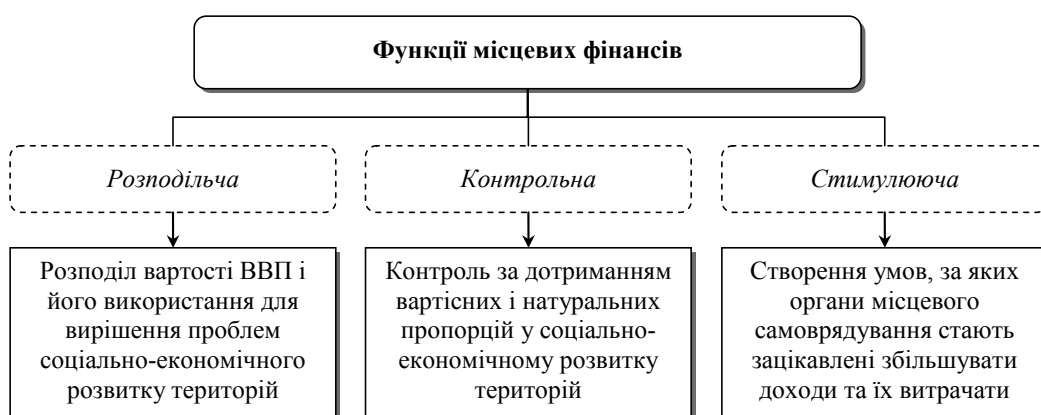 Функції місцевих фінансів
Розподільча
Контрольна
Стимулююча
Розподіл вартості ВВП і
його використання для
вирішення проблем
соціально-економічного
розвитку територій
Контроль за дотриманням
вартісних і натуральних
пропорцій у соціально-
економічному розвитку
територій
Створення умов, за яких
органи місцевого
самоврядування стають
зацікавлені збільшувати
доходи та їх витрачати